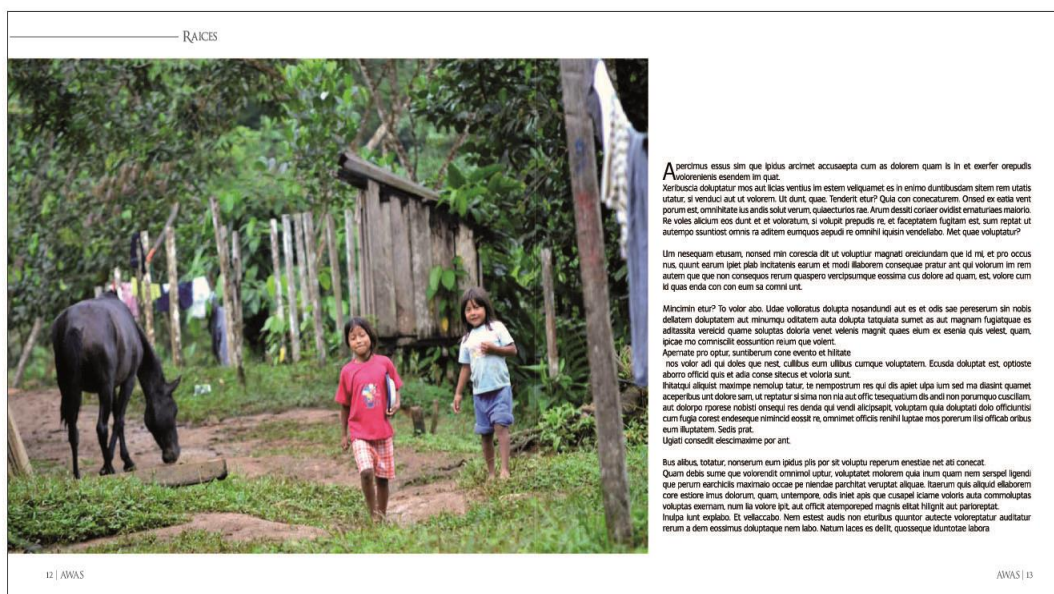 RAICES
Apercimus essus sim que ipidus arcimet accusaepta cum as dolorem quam is in et exerfer orepudis
volorenienis esendem im quat.
Xeribuscia doluptatur mos aut licias ventius im estem veliquamet es in enimo duntibusdam sitem rem utatis
utatur, si venduci aut ut volorem. Ut dunt, quae. Tenderit etur? Quia con conecaturem. Onsed ex eatia vent
porum est, omnihitate ius andis solut verum, quiaecturios rae. Arum dessiti coriaer ovidist ernaturiaes maiorio.
Re voles alicium eos dunt et et voloratum, si volupit prepudis re, et faceptatem fugitam est, sum reptat ut
autempo ssuntiost omnis ra aditem eumquos aepudi re omnihil iquisin vendellabo. Met quae voluptatur?
Um nesequam etusam, nonsed min corescia dit ut voluptiur magnati oreiciundam que id mi, et pro occus
nus, quunt earum ipiet plab incitatenis earum et modi illaborem consequae pratur ant qui volorum im rem
autem que que non consequos rerum quaspero vercipsumque eossima cus dolore ad quam, est, volore cum
id quas enda con con eum sa comni unt.
Mincimin etur? To volor abo. Udae volloratus dolupta nosandundi aut es et odis sae pereserum sin nobis
dellatem doluptatem aut minumqu oditatem auta dolupta tatquiata sumet as aut magnam fugiatquae es
aditassita vereicid quame soluptas doloria venet velenis magnit quaes eium ex esenia quis velest, quam,
ipicae mo comniscilit eossuntion reium que volent.
Apernate pro optur, suntiberum cone evento et hilitate
nos volor adi qui doles que nest, cullibus eum ullibus cumque voluptatem. Ecusda doluptat est, optioste
aborro officid quis et adia conse sitecus et voloria sunt.
Ihitatqui aliquist maximpe nemolup tatur, te nempostrum res qui dis apiet ulpa ium sed ma diasint quamet
aceperibus unt dolore sam, ut reptatur si sima non nia aut offic tesequatium dis andi non porumquo cuscillam,
aut dolorpo rporese nobisti onsequi res denda qui vendi alicipsapit, voluptam quia doluptati dolo officiuntisi
cum fugia corest endeseque nimincid eossit re, omnimet officiis renihil luptae mos porerum ilisi officab oribus
eum illuptatem. Sedis prat.
Ugiati consedit elescimaxime por ant.
Bus alibus, totatur, nonserum eum ipidus plis por sit voluptu reperum enestiae net ati conecat.
Quam debis sume que volorendit omnimol uptur, voluptatet molorem quia inum quam nem serspel ligendi
que perum earchiciis maximaio occae pe niendae parchitat veruptat aliquae. Itaerum quis aliquid ellaborem
core estiore imus dolorum, quam, untempore, odis iniet apis que cusapel iciame voloris auta commoluptas
voluptas exernam, num lia volore ipit, aut officit atemporeped magnis elitat hilignit aut parioreptat.
Inulpa iunt explabo. Et vellaccabo. Nem estest audis non eturibus quuntor autecte voloreptatur auditatur
rerum a dem eossimus doluptaque nem labo. Natum laces es delit, quosseque iduntotae labora
12 | AWAS
AWAS | 13